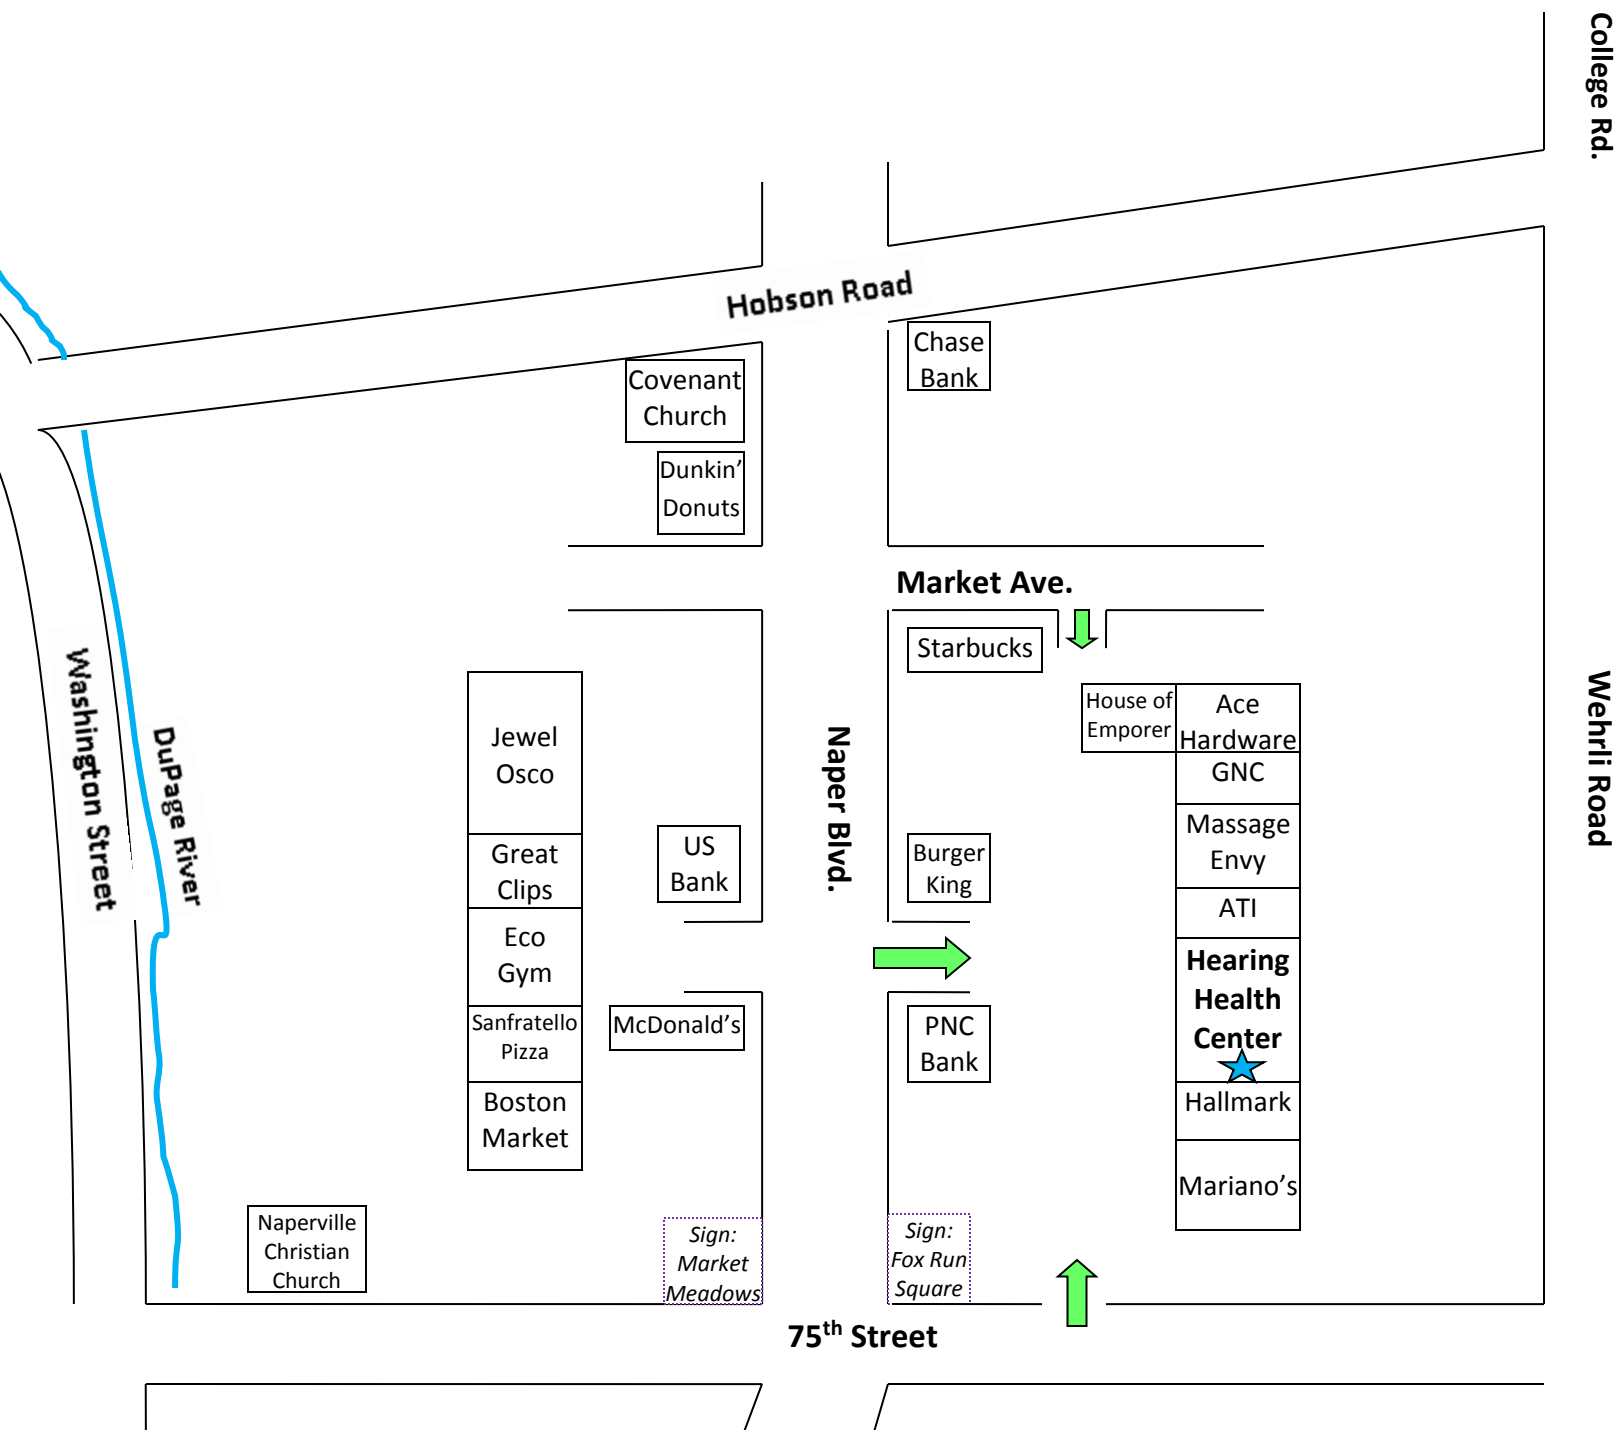 College Rd.
Hobson Road
Chase
Bank
Covenant
Church
Dunkin’
Donuts
Market Ave.
Starbucks
Washington Street
DuPage River
Jewel
Osco
Great
Clips
Eco
Gym
Sanfratello
Pizza
Boston
Market
US
Bank
McDonald’s
Naper Blvd.
Burger
King
PNC
Bank
House of
Emporer
Ace
Hardware
GNC
Massage
Envy
ATI
Hearing
Health
Center
Hallmark
Mariano’s
Wehrli Road
Naperville
Christian
Church
Sign:
Market
Meadows
Sign:
Fox Run
Square
75th Street